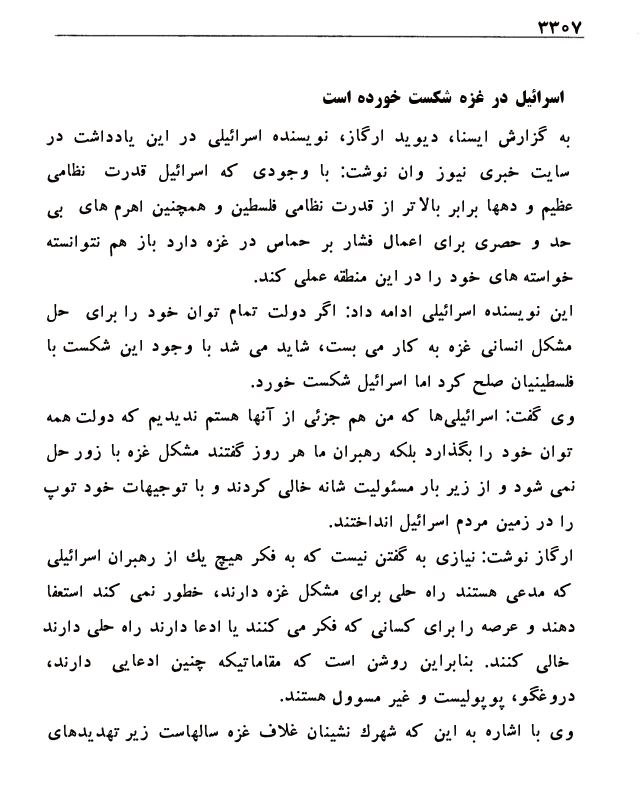 ۳۳۰۷
اسرائیل در غزه شکست خورده است
به گزارش ایسنا، دیوید ارگاز، نویسنده اسرائیلی در این یادداشت در
سایت خبری نیوز وان نوشت: با وجودی که اسرائیل قدرت نظامی
عظیم و دهها برابر بالاتر از قدرت نظامی فلسطین و همچنین اهرم های بی
حد و حصری برای اعمال فشار بر حماس در غزه دارد باز هم نتوانسته
خواسته های خود را در این منطقه عملی کند.
این نویسنده اسرائیلی ادامه داد: اگر دولت تمام توان خود را برای حل
مشکل انسانی غزه به کار می بست، شاید می شد با وجود این شکست با
فلسطینیان صلح کرد اما اسرائیل شکست خورد.
وی گفت: اسرائیلی‌ها که من هم جزئی از آنها هستم ندیدیم که دولت همه
توان خود را بگذارد بلکه رهبران ما هر روز گفتند مشکل غزه با زور حل
نمی شود و از زیر بار مسئولیت شانه خالی کردند و با توجیهات خود توپ
را در زمین مردم اسرائیل انداختند.
ارگاز نوشت: نیازی به گفتن نیست که به فکر هیچ یك از رهبران اسرائیلی
که مدعی هستند راه حلی برای مشکل غزه دارند، خطور نمی کند استعفا
دهند و عرصه را برای کسانی که فکر می کنند یا ادعا دارند راه حلی دارند
خالی کنند. بنابراین روشن است که مقاماتیکه چنین ادعایی دارند،
دروغگو، پوپولیست و غیر مسوول هستند.
وی با اشاره به این که شهرك نشینان غلاف غزه سالهاست زیر تهدیدهای